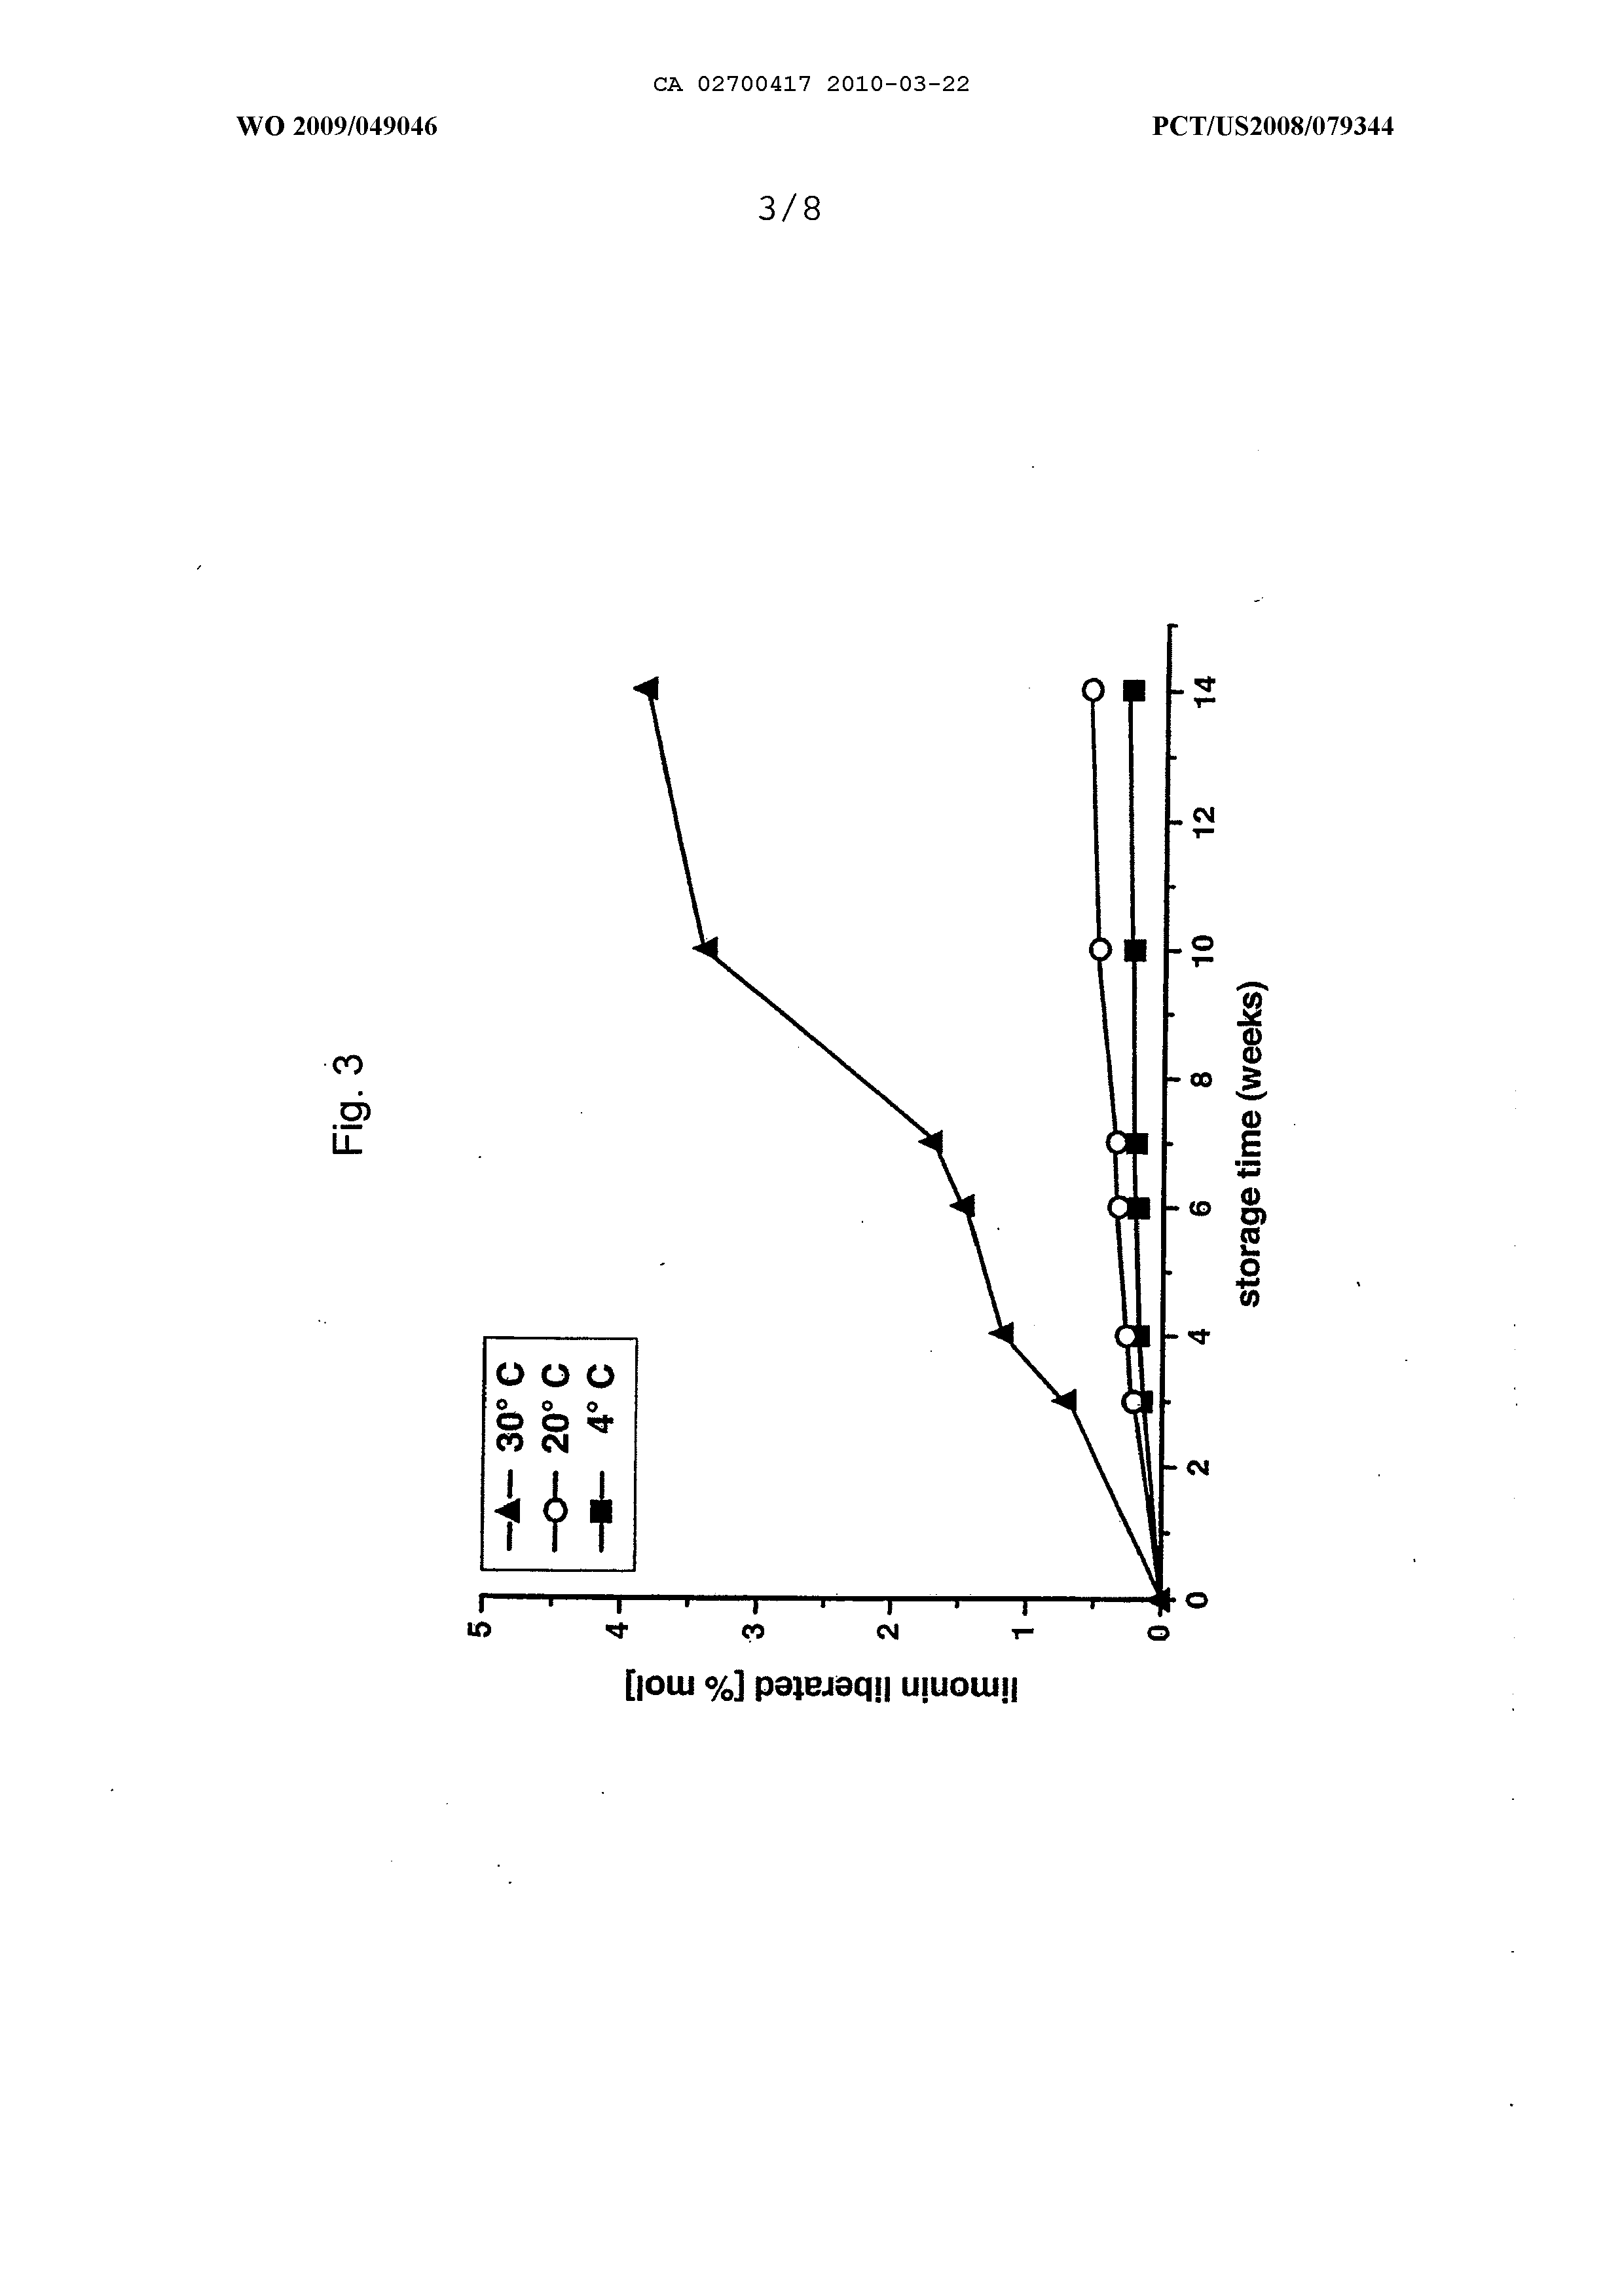 CA 02700417 2010-03-22
WO 2009/049046
PCT/US2008/079344
3/8
Fig. 3
30° C
20° C
4° C
limonin liberated [% mol]
5
4
3
2
1
0
0
2
4
6
8
10
12
14
storage time (weeks)